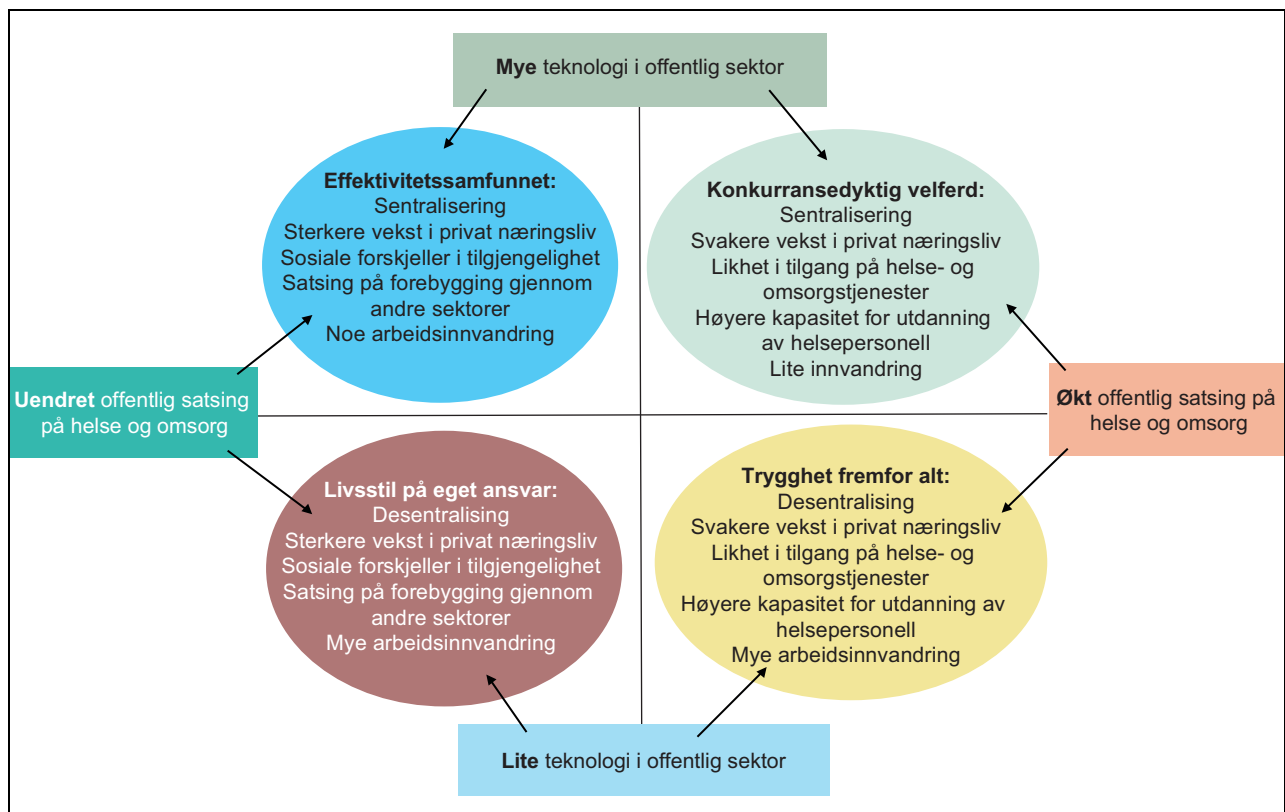 Mye teknologi i offentlig sektor
Effektivitetssamfunnet:
Sentralisering
Sterkere vekst i privat næringsliv
Sosiale forskjeller i tilgjengelighet
Satsing på forebygging gjennom
andre sektorer
Noe arbeidsinnvandring
Konkurransedyktig velferd:
Sentralisering
Svakere vekst i privat næringsliv
Likhet i tilgang på helse- og
omsorgstjenester
Høyere kapasitet for utdanning
av helsepersonell
Lite innvandring
Uendret offentlig satsing
på helse og omsorg
Økt offentlig satsing på
helse og omsorg
Livsstil på eget ansvar:
Desentralising
Sterkere vekst i privat næringsliv
Sosiale forskjeller i tilgjengelighet
Satsing på forebygging gjennom
andre sektorer
Mye arbeidsinnvandring
Trygghet fremfor alt:
Desentralising
Svakere vekst i privat næringsliv
Likhet i tilgang på helse- og
omsorgstjenester
Høyere kapasitet for utdanning av
helsepersonell
Mye arbeidsinnvandring
Lite teknologi i offentlig sektor